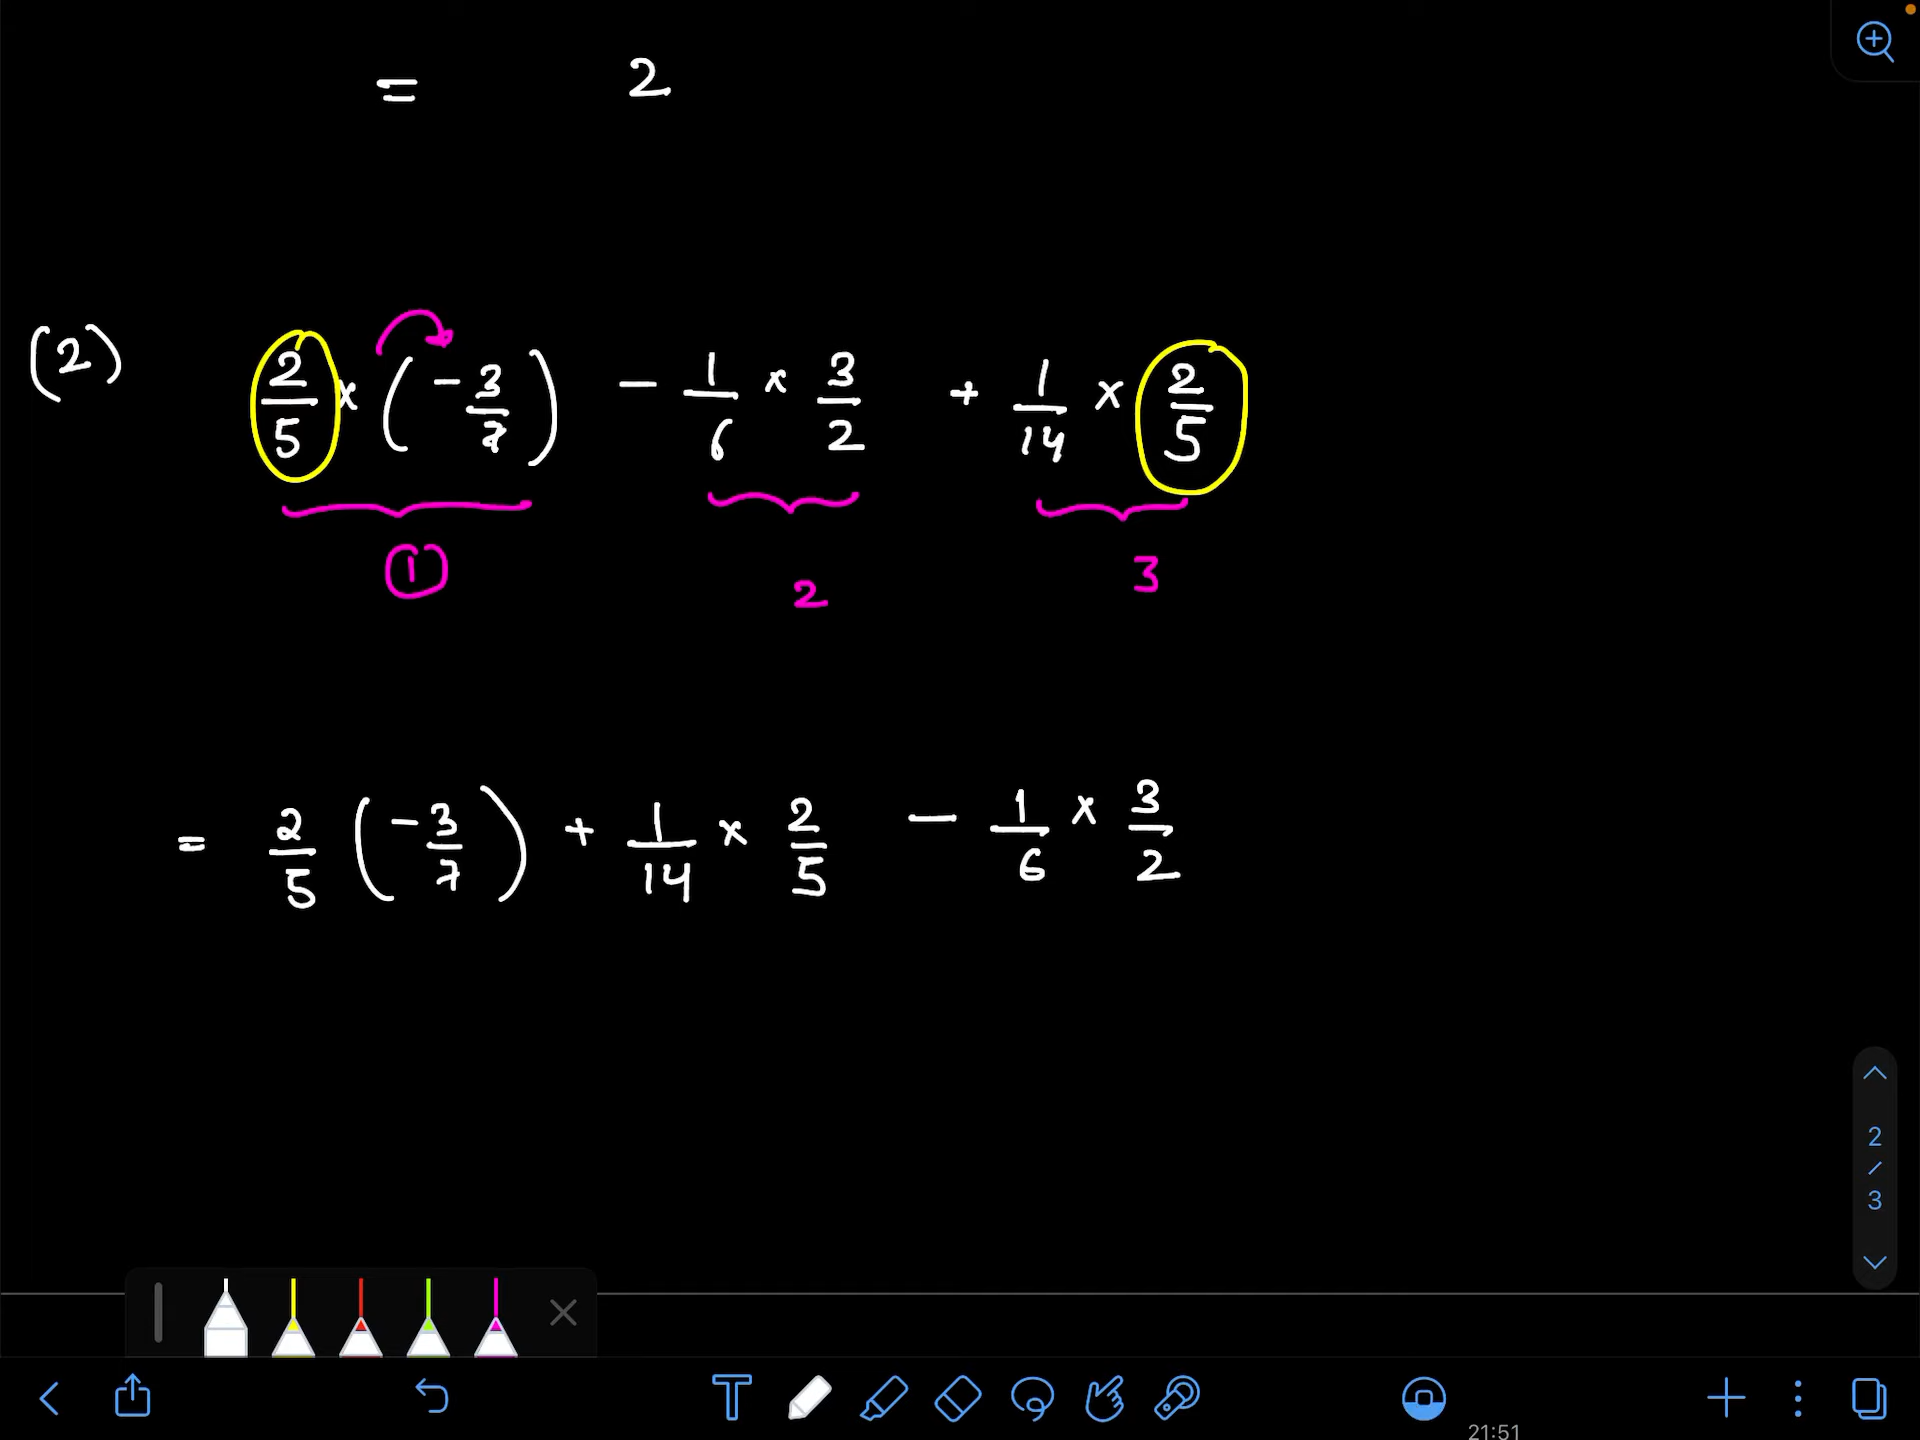 = 2
(2) 2/5 × (-3/7) - 1/6 × 3/2 + 1/14 × 2/5
1 2 3
= 2/5 (-3/7) + 1/14 × 2/5 - 1/6 × 3/2
2
/
3
T
21:51